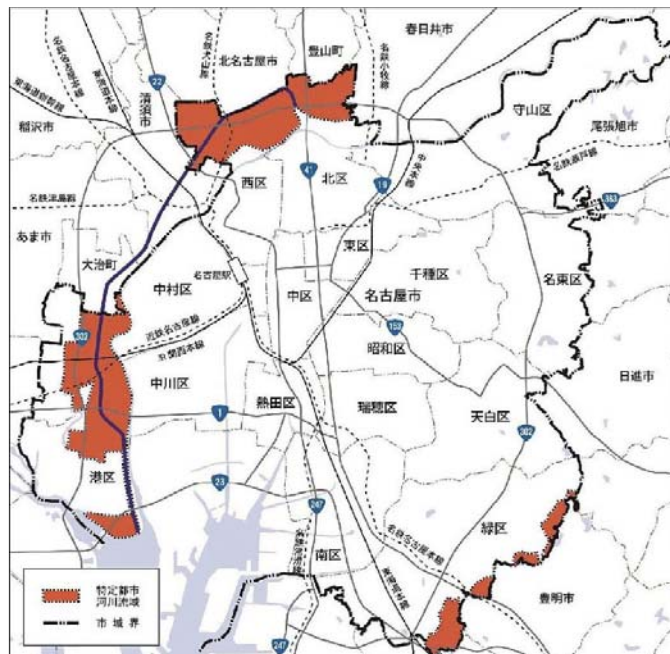 春日井市
豊山町
北名古屋市
名鉄小牧線
名鉄犬山線
22
清須市
守山区
尾張旭市
稲沢市
名鉄瀬戸線
363
西区
41
北区
19
中央本線
名鉄津島線
あま市
東区
大治町
名古屋駅
千種区
名東区
中村区
中区
名古屋市
302
近鉄名古屋線
JR関西本線
153
昭和区
日進市
中川区
1
熱田区
瑞穂区
天白区
302
港区
23
247
緑区
名鉄名古屋本線
南区
豊明市
特定都市
河川流域
市域界
247